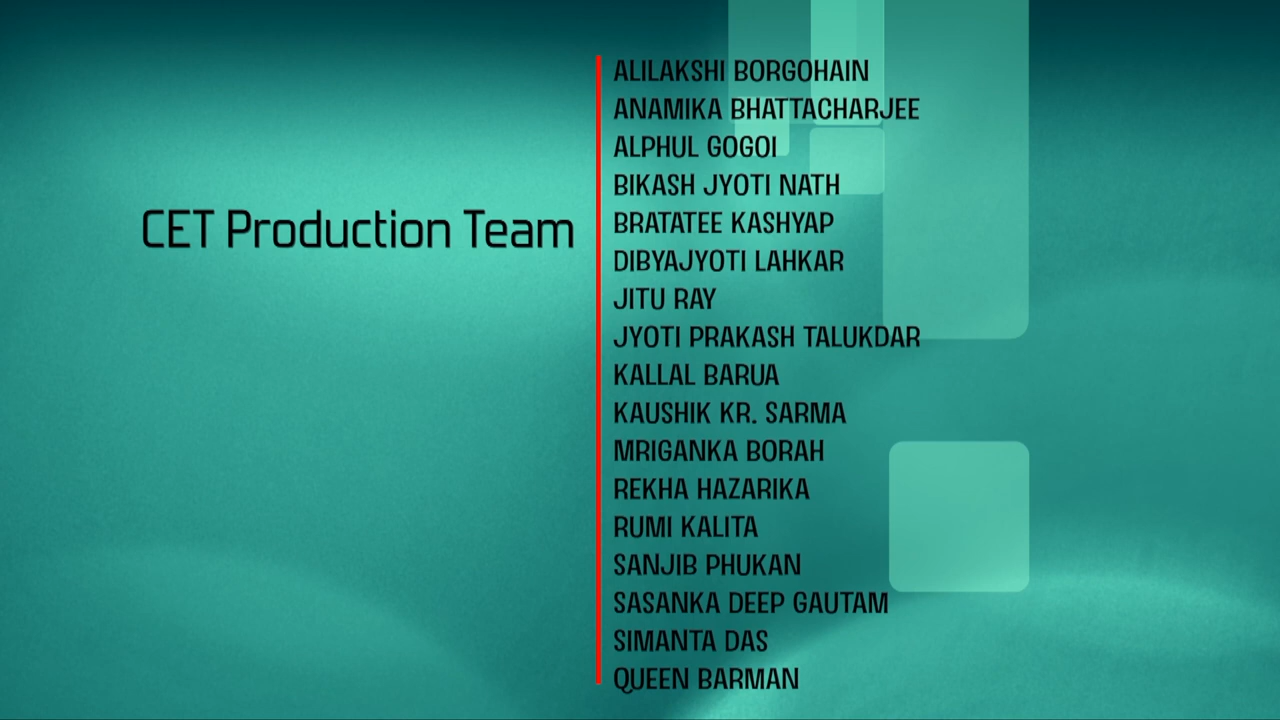 CET Production Team
ALILAKSHI BORGOHAIN
ANAMIKA BHATTACHARJEE
ALPHUL GOGOI
BIKASH JYOTI NATH
BRATATEE KASHYAP
DIBYAJYOTI LAHKAR
JITU RAY
JYOTI PRAKASH TALUKDAR
KALLAL BARUA
KAUSHIK KR. SARMA
MRIGANKA BORAH
REKHA HAZARIKA
RUMI KALITA
SANJIB PHUKAN
SASANKA DEEP GAUTAM
SIMANTA DAS
QUEEN BARMAN